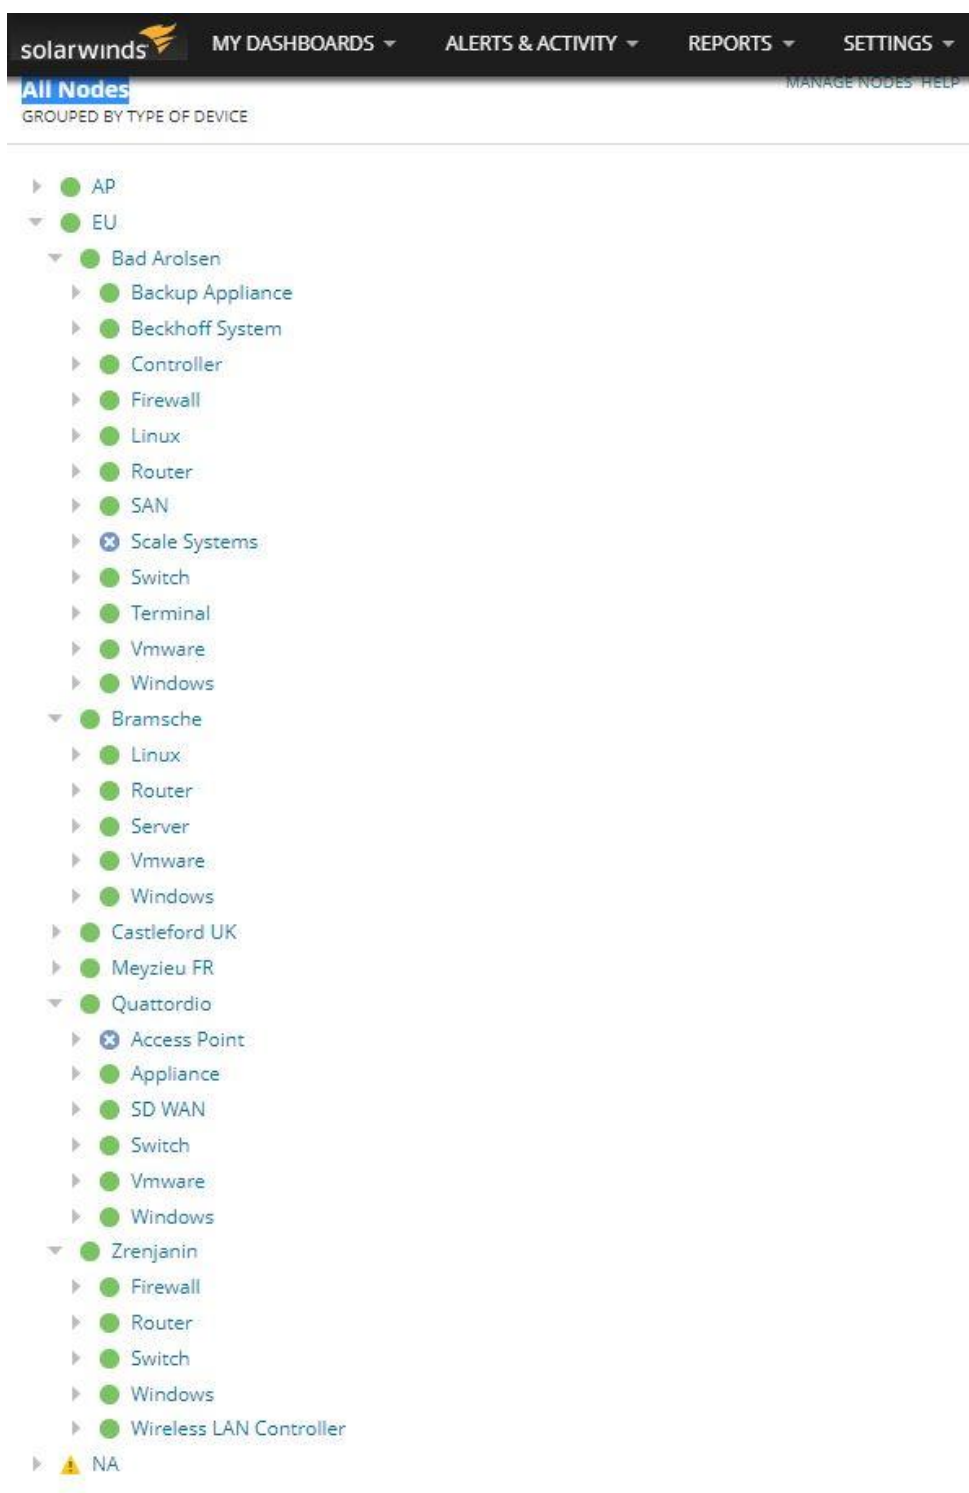 solarwinds MY DASHBOARDS ALERTS & ACTIVITY REPORTS SETTINGS
All Nodes MANAGE NODES HELP
GROUPED BY TYPE OF DEVICE
AP
EU
Bad Arolsen
Backup Appliance
Beckhoff System
Controller
Firewall
Linux
Router
SAN
Scale Systems
Switch
Terminal
Vmware
Windows
Bramsche
Linux
Router
Server
Vmware
Windows
Castleford UK
Meyzieu FR
Quattordio
Access Point
Appliance
SD WAN
Switch
Vmware
Windows
Zrenjanin
Firewall
Router
Switch
Windows
Wireless LAN Controller
NA